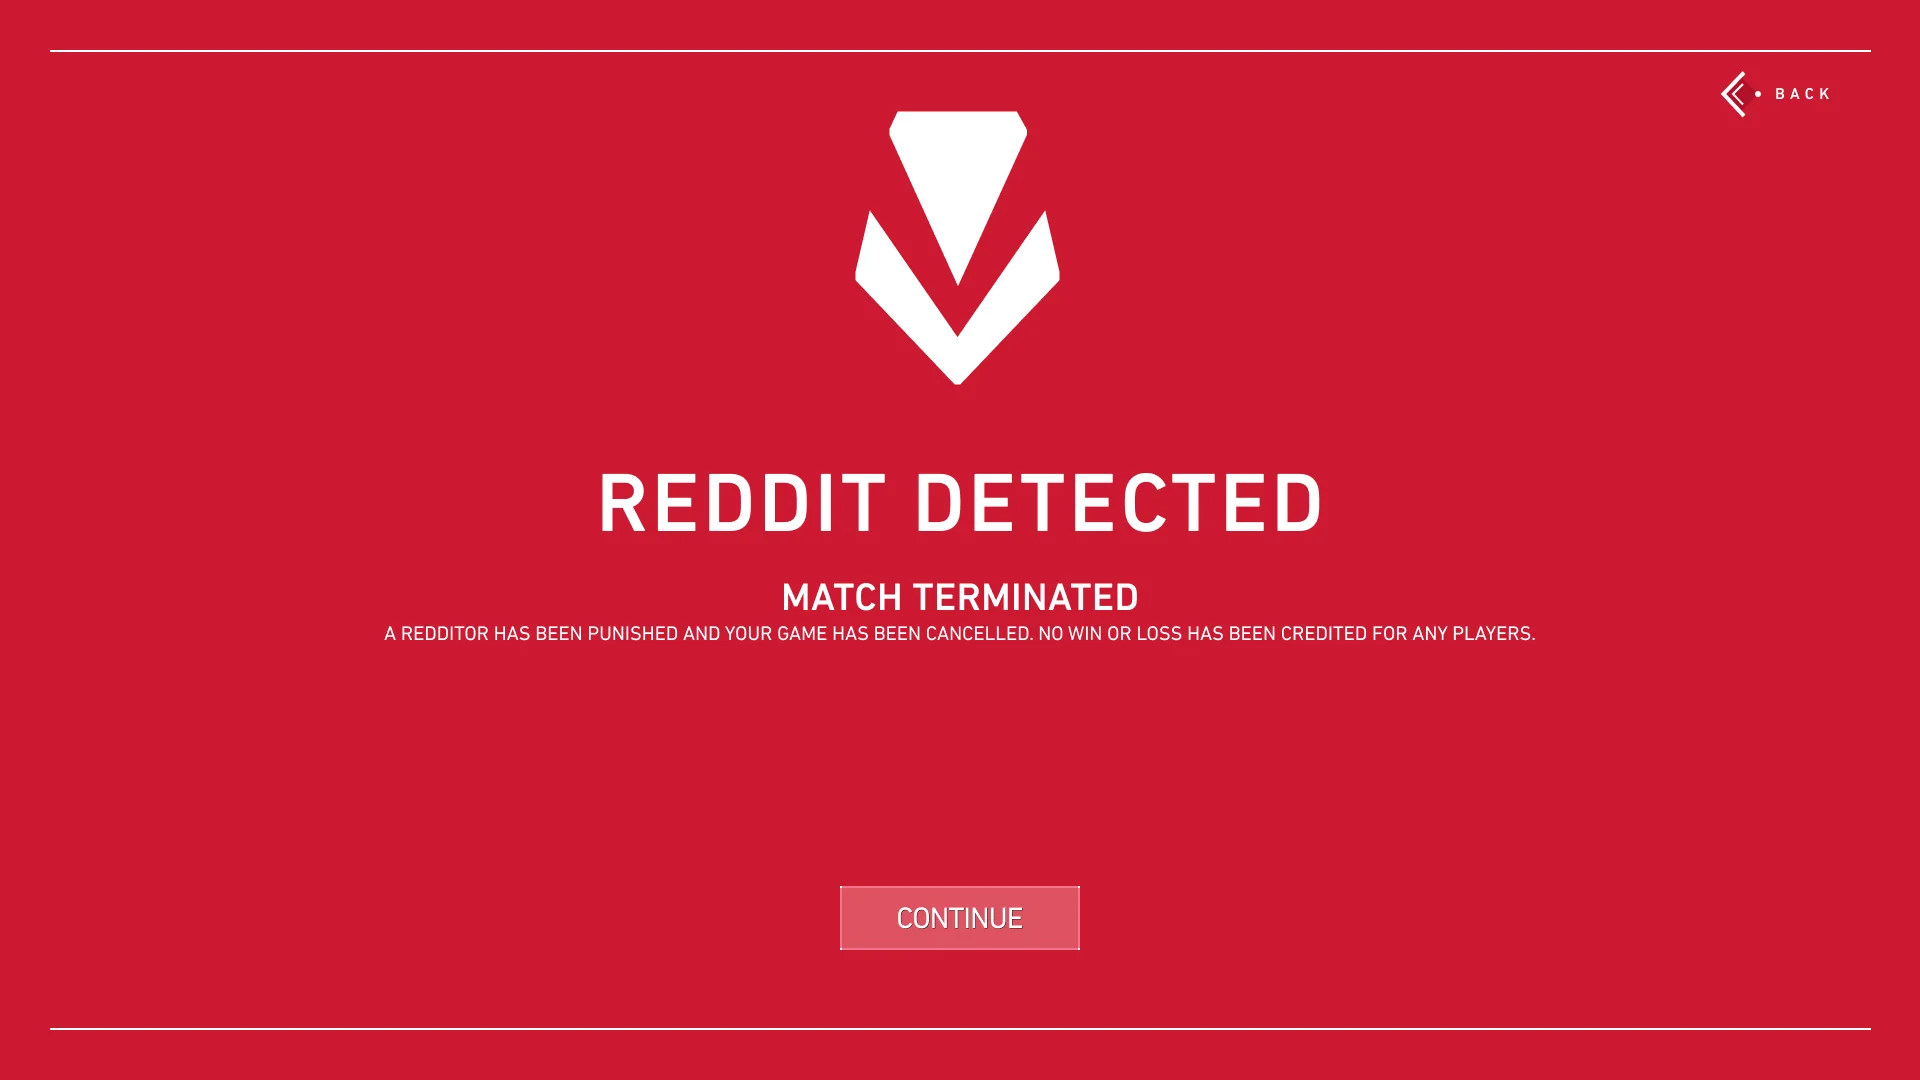 BACK
REDDIT DETECTED
MATCH TERMINATED
A REDDITOR HAS BEEN PUNISHED AND YOUR GAME HAS BEEN CANCELLED. NO WIN OR LOSS HAS BEEN CREDITED FOR ANY PLAYERS.
CONTINUE